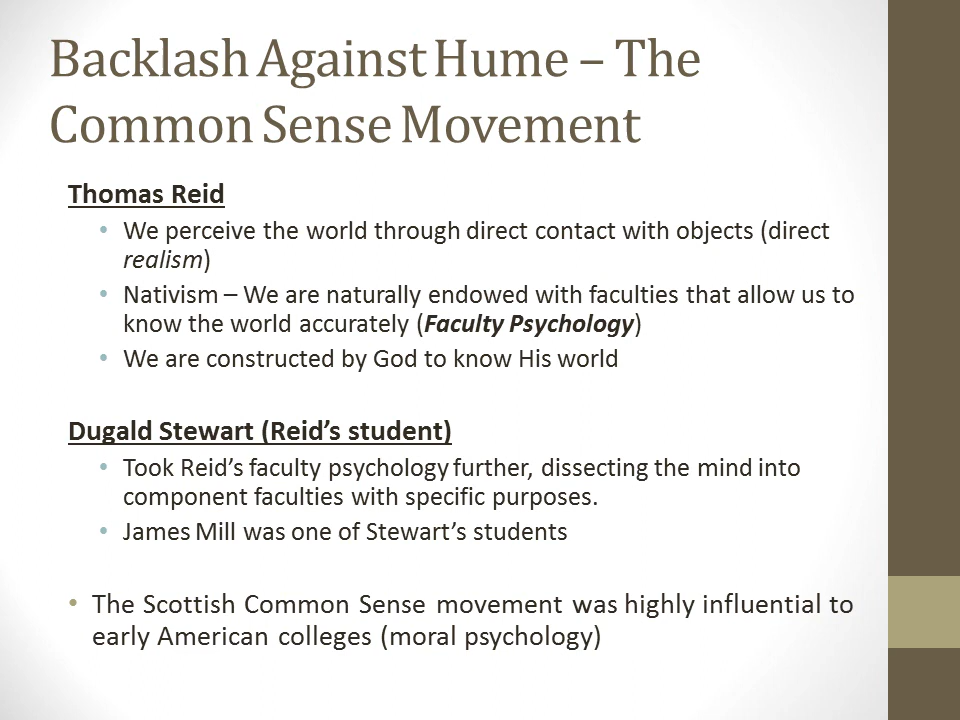 Backlash Against Hume – The
Common Sense Movement
Thomas Reid
• We perceive the world through direct contact with objects (direct
realism)
• Nativism – We are naturally endowed with faculties that allow us to
know the world accurately (Faculty Psychology)
• We are constructed by God to know His world
Dugald Stewart (Reid’s student)
• Took Reid’s faculty psychology further, dissecting the mind into
component faculties with specific purposes.
• James Mill was one of Stewart’s students
• The Scottish Common Sense movement was highly influential to
early American colleges (moral psychology)